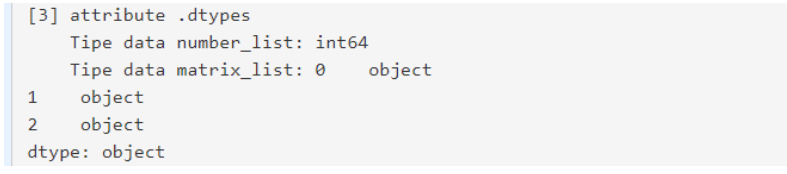 [3] attribute .dtypes
Tipe data number_list: int64
Tipe data matrix_list: 0    object
1    object
2    object
dtype: object